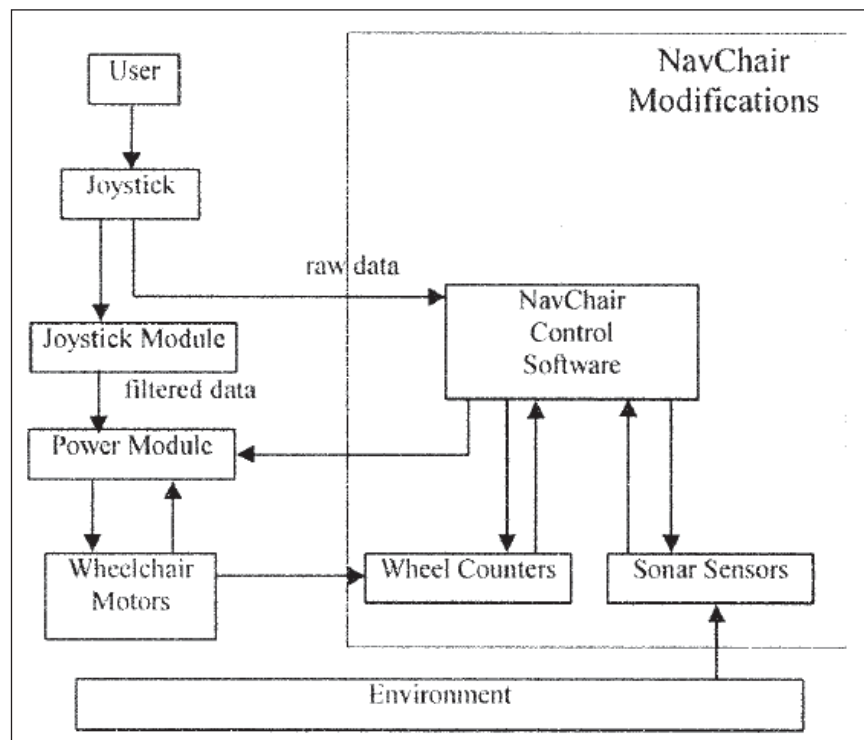 NavChair
Modifications
User
Joystick
raw data
NavChair
Control
Software
Joystick Module
filtered data
Power Module
Wheelchair
Motors
Wheel Counters
Sonar Sensors
Environment